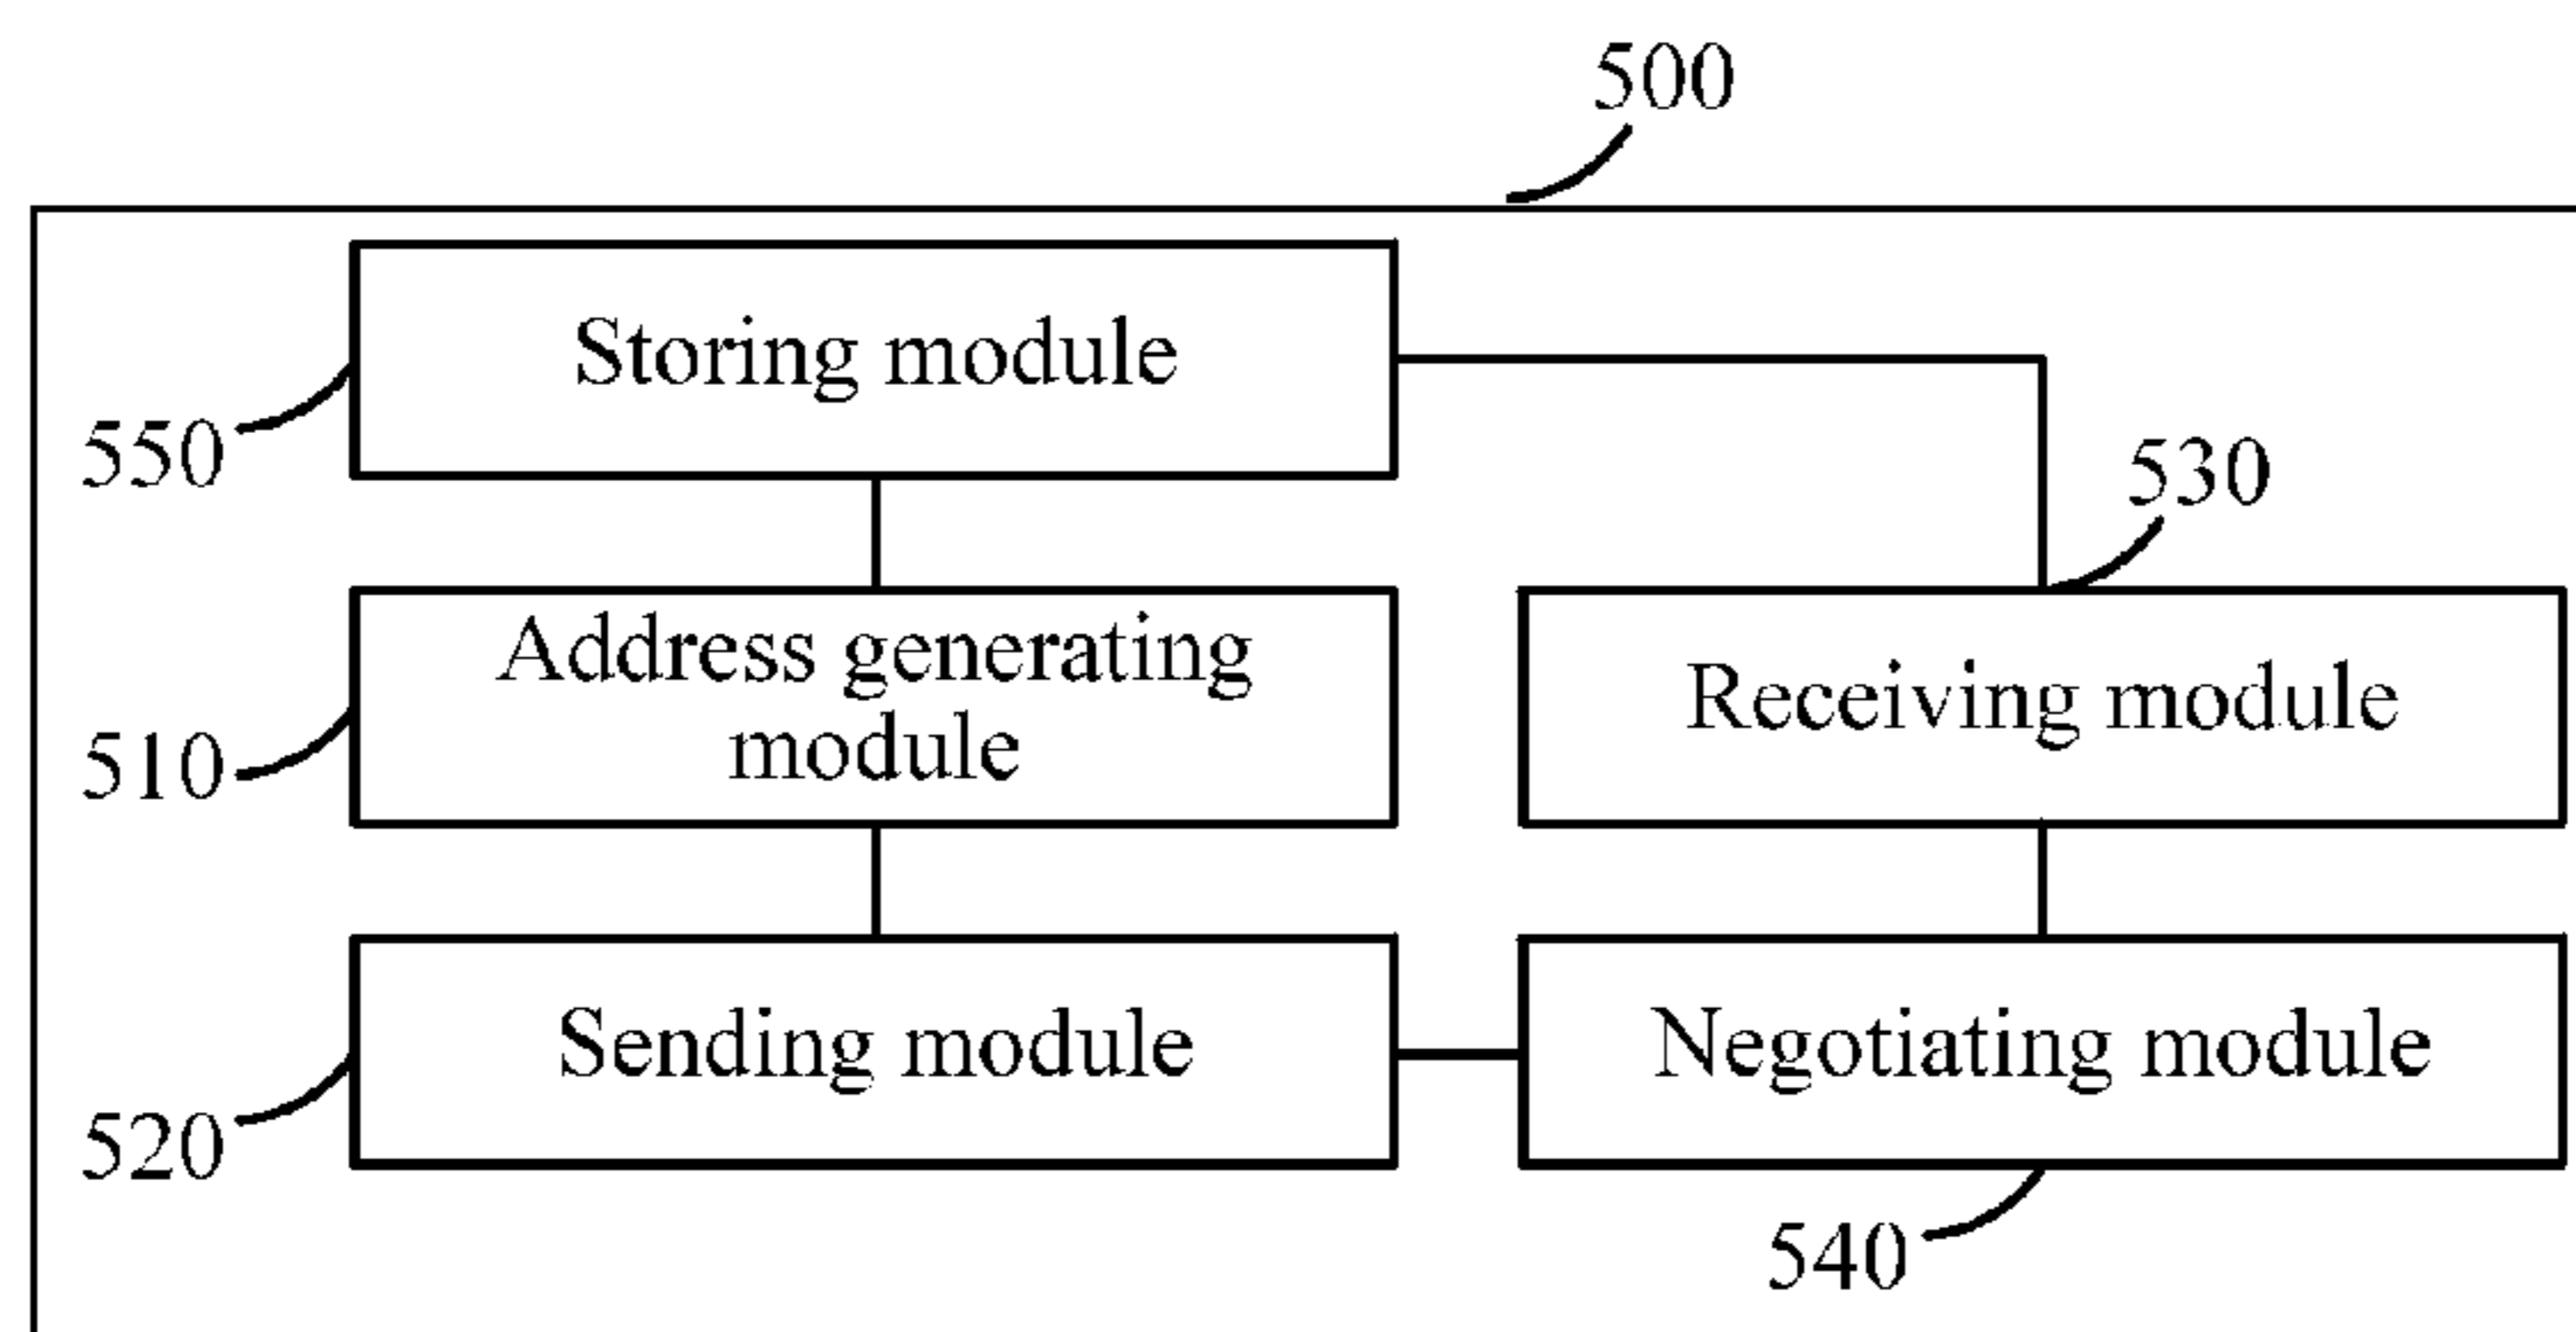 500
Storing module
550
530
Address generating
module
Receiving module
510
Sending module
Negotiating module
520
540